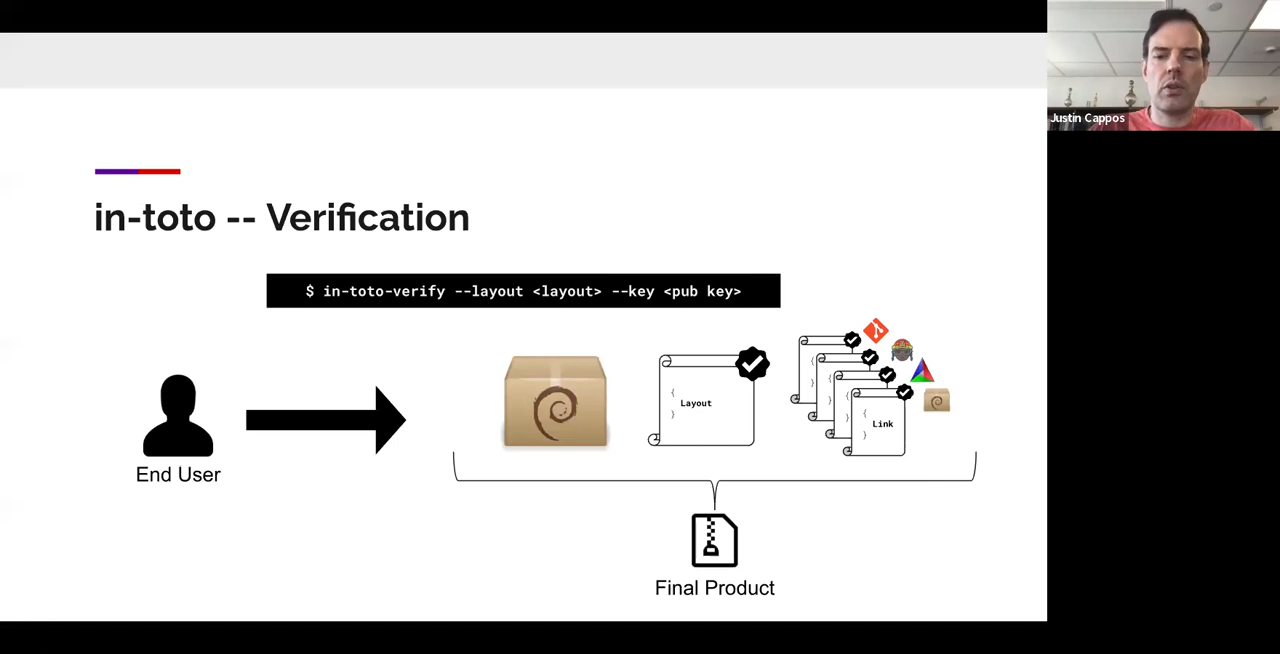 Justin Cappos
in-toto -- Verification
$ in-toto-verify --layout <layout> --key <pub key>
{
Layout
}
{
Link
}
End User
Final Product